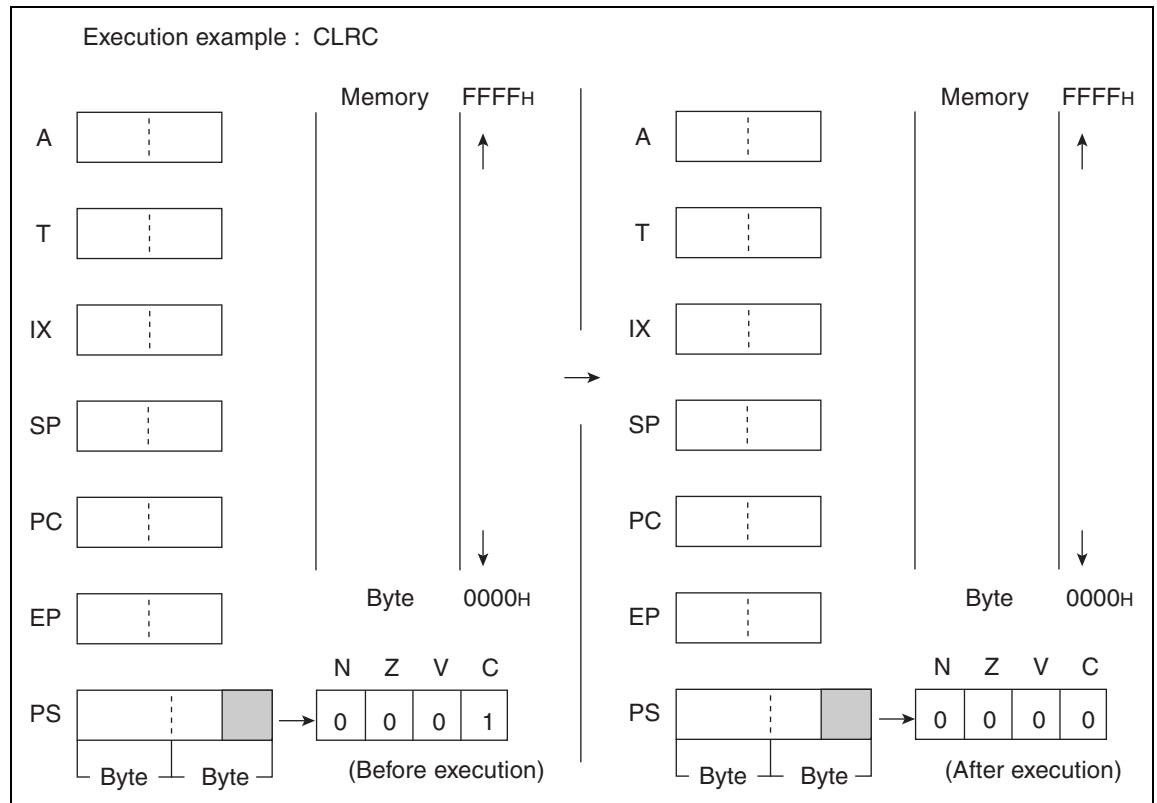 Execution example : CLRC
Memory FFFFH
A
T
IX
SP
PC
EP
Byte 0000H
N Z V C
PS
0 0 0 1
Byte Byte
(Before execution)
Memory FFFFH
A
T
IX
SP
PC
EP
Byte 0000H
N Z V C
PS
0 0 0 0
Byte Byte
(After execution)